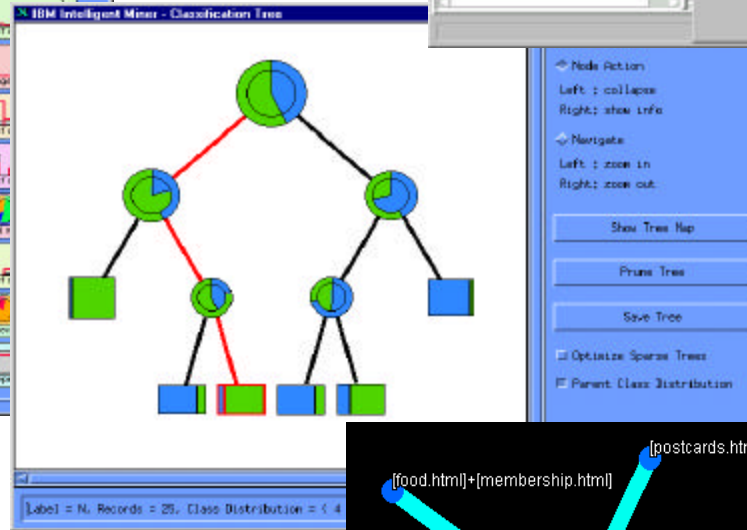 IBM Intelligent Miner - Classification Tree
Node Action
Left : collapse
Right: show info
Navigate
Left : zoom in
Right: zoom out
Show Tree Map
Prune Tree
Save Tree
Optimize Sparse Trees
Parent Class Distribution
[postcards.htm
[food.html]+[membership.html]
Label = N, Records = 25, Class Distribution = ( 4